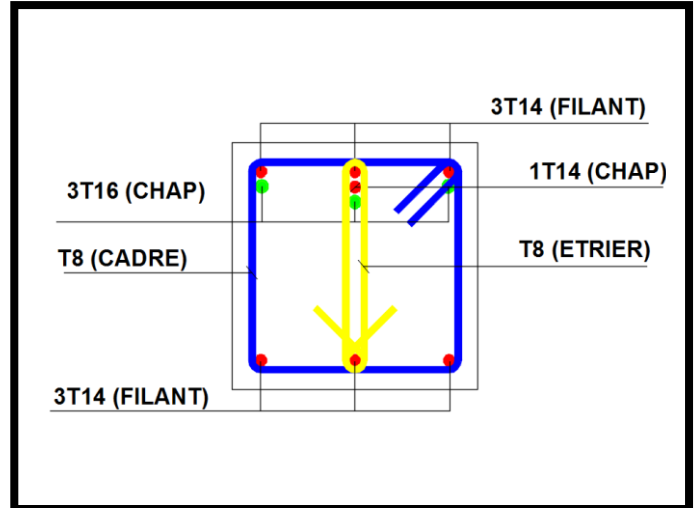 3T14 (FILANT)
1T14 (CHAP)
3T16 (CHAP)
T8 (CADRE)
T8 (ETRIER)
3T14 (FILANT)